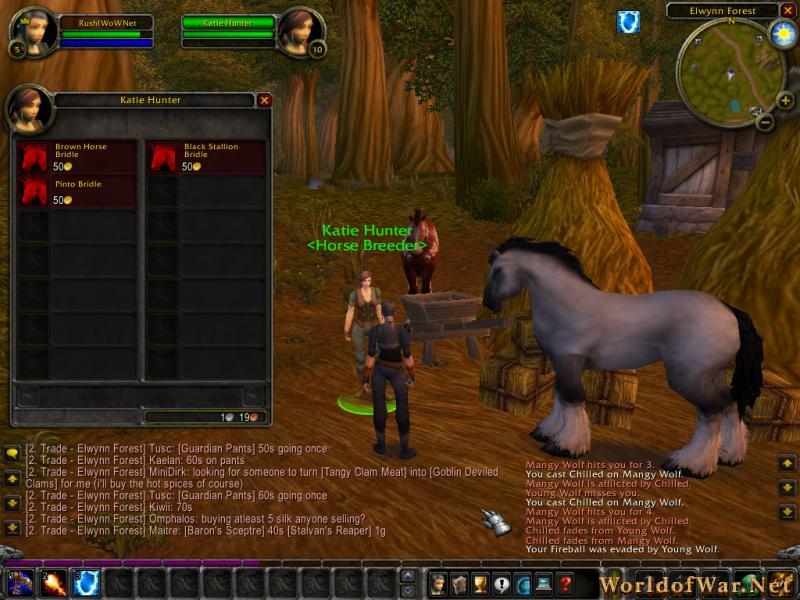 RushlWoWNet
5
Katie Hunter
10
Elwynn Forest
N
Katie Hunter
Brown Horse
Bridle
50
Black Stallion
Bridle
50
Pinto Bridle
50
1 19
Katie Hunter
<Horse Breeder>
[2. Trade - Elwynn Forest] Tusc: [Guardian Pants] 50s going once
[2. Trade - Elwynn Forest] Kaelan: 60s on pants
[2. Trade - Elwynn Forest] MiniDirk: looking for someone to turn [Tangy Clam Meat] into [Goblin Deviled
Clams] for me (i'll buy the hot spices of course)
[2. Trade - Elwynn Forest] Tusc: [Guardian Pants] 60s going once
[2. Trade - Elwynn Forest] Kiwii: 70s
[2. Trade - Elwynn Forest] Omphalos: buying atleast 5 silk anyone selling?
[2. Trade - Elwynn Forest] Maitre: [Baron's Sceptre] 40s [Stalvan's Reaper] 1g
Mangy Wolf hits you for 3.
You cast Chilled on Mangy Wolf.
Mangy Wolf is afflicted by Chilled.
Young Wolf misses you.
You cast Chilled on Mangy Wolf.
Mangy Wolf hits you for 4.
Mangy Wolf is afflicted by Chilled.
Chilled fades from Young Wolf.
Chilled fades from Mangy Wolf.
Your Fireball was evaded by Young Wolf.
WorldofWar.Net